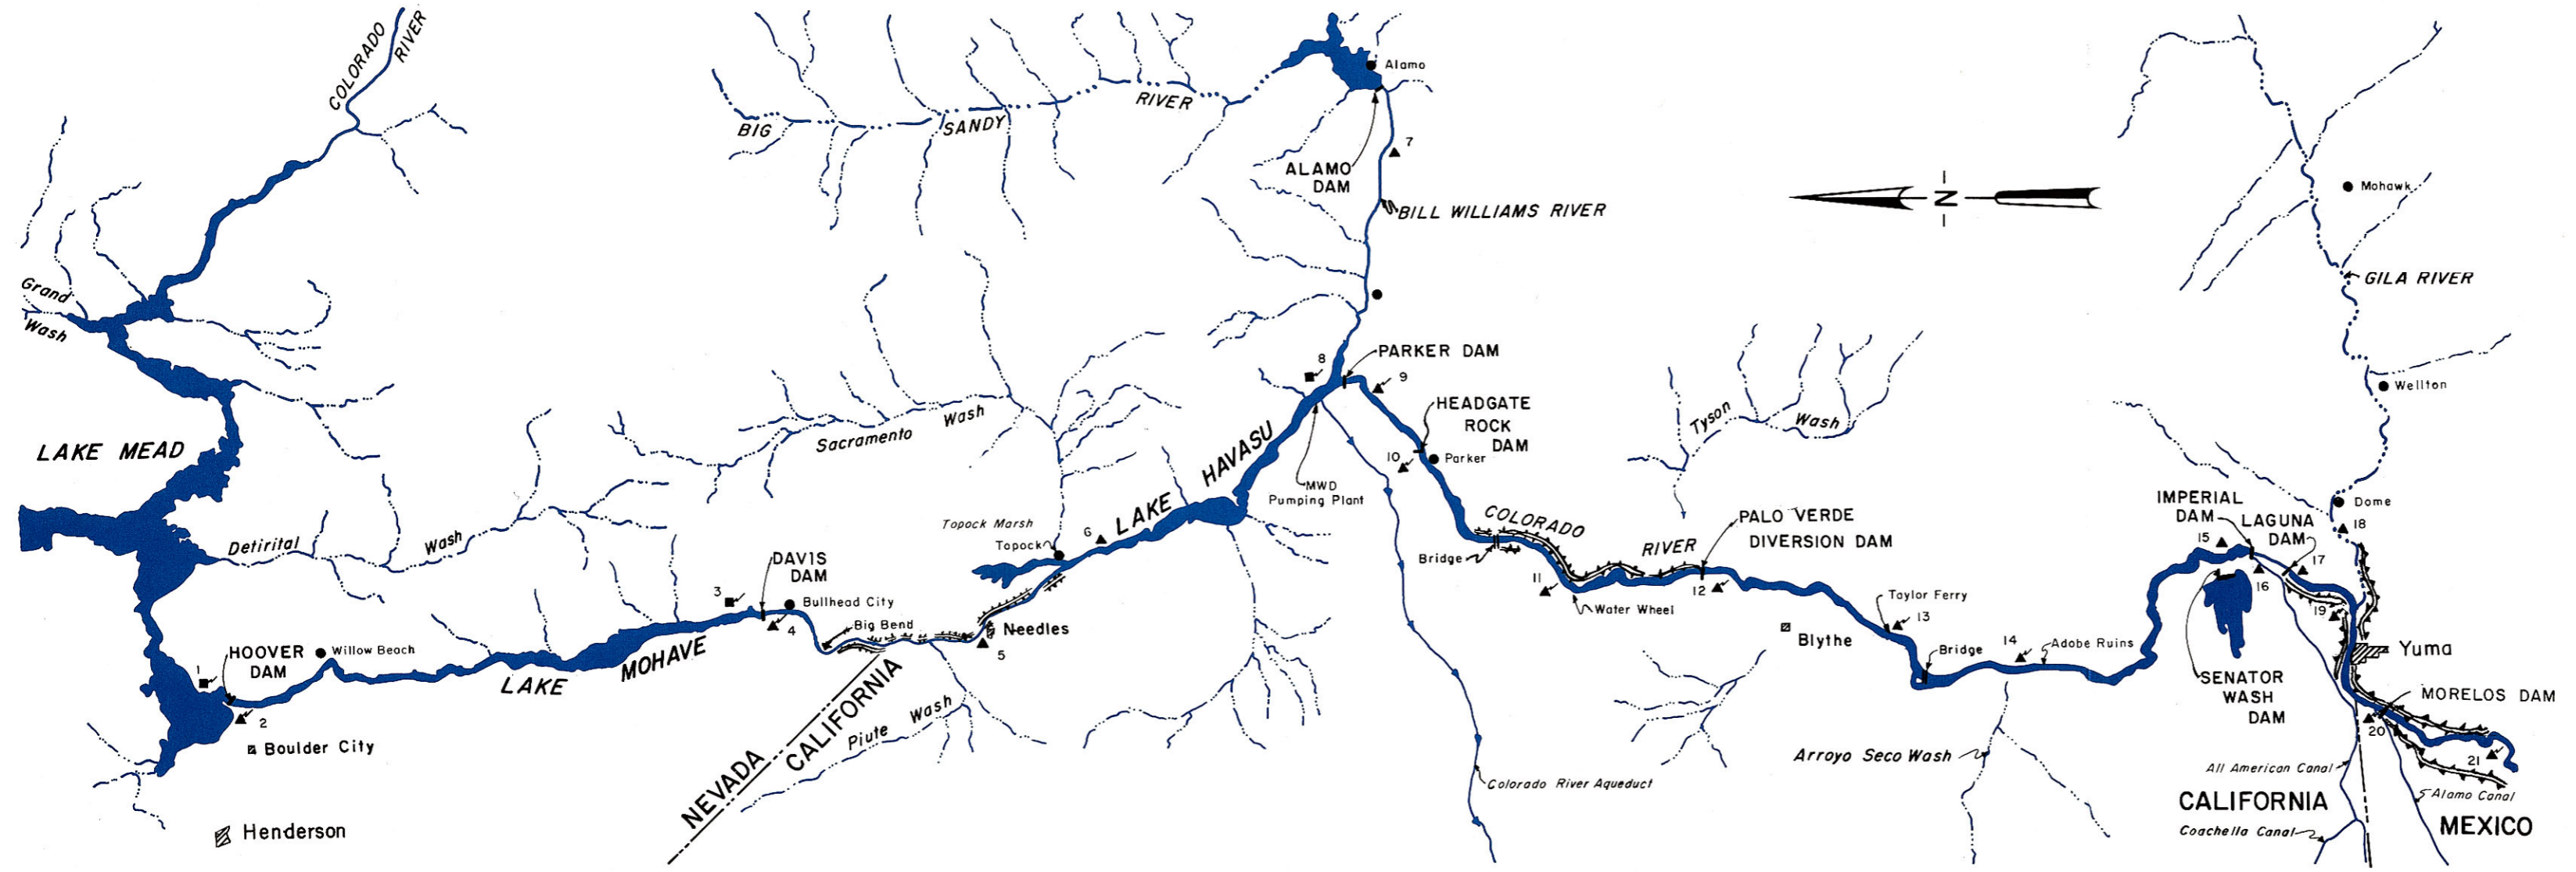 COLORADO
RIVER
Grand
Wash
LAKE MEAD
Detirital
Wash
1
HOOVER
DAM
2
Willow Beach
Boulder City
Henderson
LAKE
MOHAVE
3
DAVIS
DAM
4
Bullhead City
Big Bend
NEVADA
CALIFORNIA
Piute
Wash
Needles
5
Sacramento
Wash
Topock Marsh
Topock
6
LAKE
HAVASU
BIG
SANDY
RIVER
Alamo
ALAMO
DAM
7
BILL WILLIAMS RIVER
8
PARKER DAM
9
MWD
Pumping Plant
HEADGATE
ROCK
DAM
10
Parker
Colorado River Aqueduct
COLORADO
RIVER
Bridge
11
Water Wheel
Tyson
Wash
PALO VERDE
DIVERSION DAM
12
Blythe
Taylor Ferry
13
Bridge
14
Adobe Ruins
Arroyo Seco Wash
N
Mohawk
GILA RIVER
Wellton
Dome
18
IMPERIAL
DAM
LAGUNA
DAM
15
16
17
19
SENATOR
WASH
DAM
Yuma
MORELOS DAM
20
21
All American Canal
Alamo Canal
CALIFORNIA
MEXICO
Coachella Canal